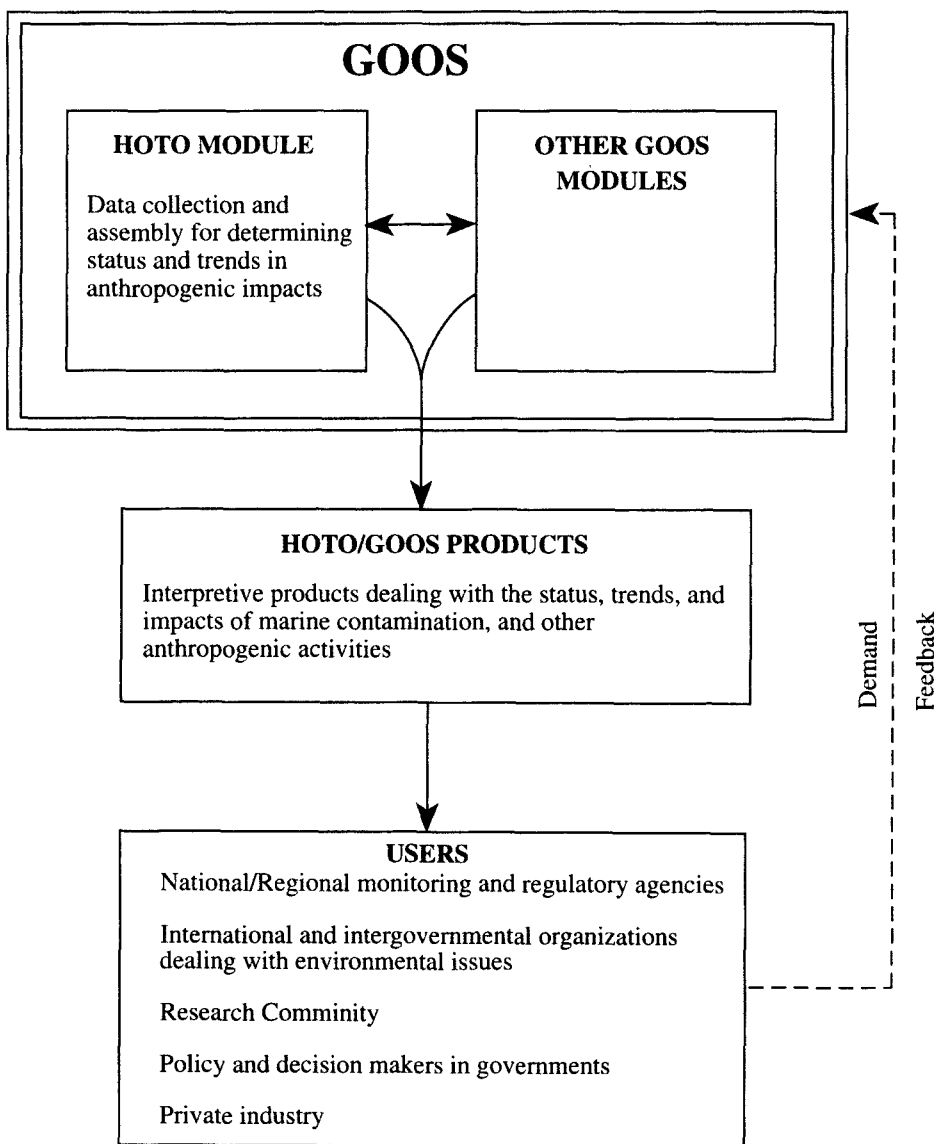 GOOS
HOTO MODULE
Data collection and
assembly for determining
status and trends in
anthropogenic impacts
OTHER GOOS
MODULES
HOTO/GOOS PRODUCTS
Interpretive products dealing with the status, trends, and
impacts of marine contamination, and other
anthropogenic activities
Demand
Feedback
USERS
National/Regional monitoring and regulatory agencies
International and intergovernmental organizations
dealing with environmental issues
Research Comminity
Policy and decision makers in governments
Private industry